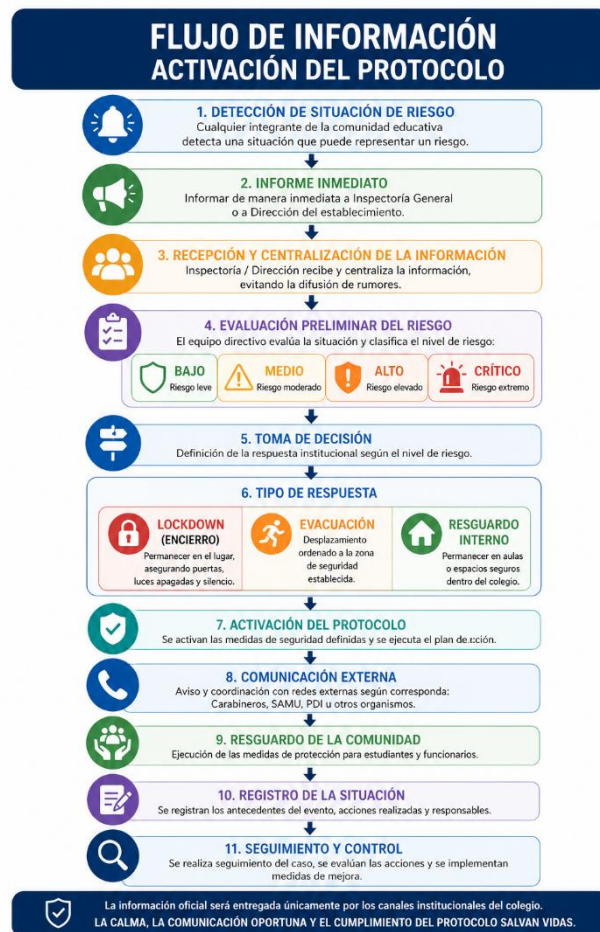 FLUJO DE INFORMACIÓN
ACTIVACIÓN DEL PROTOCOLO
1. DETECCIÓN DE SITUACIÓN DE RIESGO
Cualquier integrante de la comunidad educativa
detecta una situación que puede representar un riesgo.
2. INFORME INMEDIATO
Informar de manera inmediata a Inspectoría General
o a Dirección del establecimiento.
3. RECEPCIÓN Y CENTRALIZACIÓN DE LA INFORMACIÓN
Inspectoría / Dirección recibe y centraliza la información,
evitando la difusión de rumores.
4. EVALUACIÓN PRELIMINAR DEL RIESGO
El equipo directivo evalúa la situación y clasifica el nivel de riesgo:
BAJO
Riesgo leve
MEDIO
Riesgo moderado
ALTO
Riesgo elevado
CRÍTICO
Riesgo extremo
5. TOMA DE DECISIÓN
Definición de la respuesta institucional según el nivel de riesgo.
6. TIPO DE RESPUESTA
LOCKDOWN
(ENCIERRO)
Permanecer en el lugar,
asegurando puertas,
luces apagadas y silencio.
EVACUACIÓN
Desplazamiento
ordenado a la zona
de seguridad
establecida.
RESGUARDO
INTERNO
Permanecer en aulas
o espacios seguros
dentro del colegio.
7. ACTIVACIÓN DEL PROTOCOLO
Se activan las medidas de seguridad definidas y se ejecuta el plan
8. COMUNICACIÓN EXTERNA
Aviso y coordinación con redes externas según corresponda:
Carabineros, SAMU, PDI u otros organismos.
9. RESGUARDO DE LA COMUNIDAD
Ejecución de las medidas de protección para estudiantes y funcionarios.
10. REGISTRO DE LA SITUACIÓN
Se registran los antecedentes del evento, acciones realizadas y responsables.
11. SEGUIMIENTO Y CONTROL
Se realiza seguimiento del caso, se evalúan las acciones y se implementan
medidas de mejora.
La información oficial será entregada únicamente por los canales institucionales del colegio.
LA CALMA, LA COMUNICACIÓN OPORTUNA Y EL CUMPLIMIENTO DEL PROTOCOLO SALVAN VIDAS.